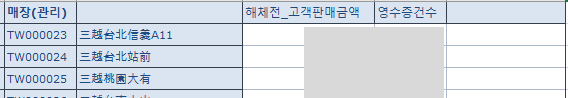 매장(관리) 해체전_고객판매금액 영수증건수
TW000023 三越台北信義A11
TW000024 三越台北站前
TW000025 三越桃園大有